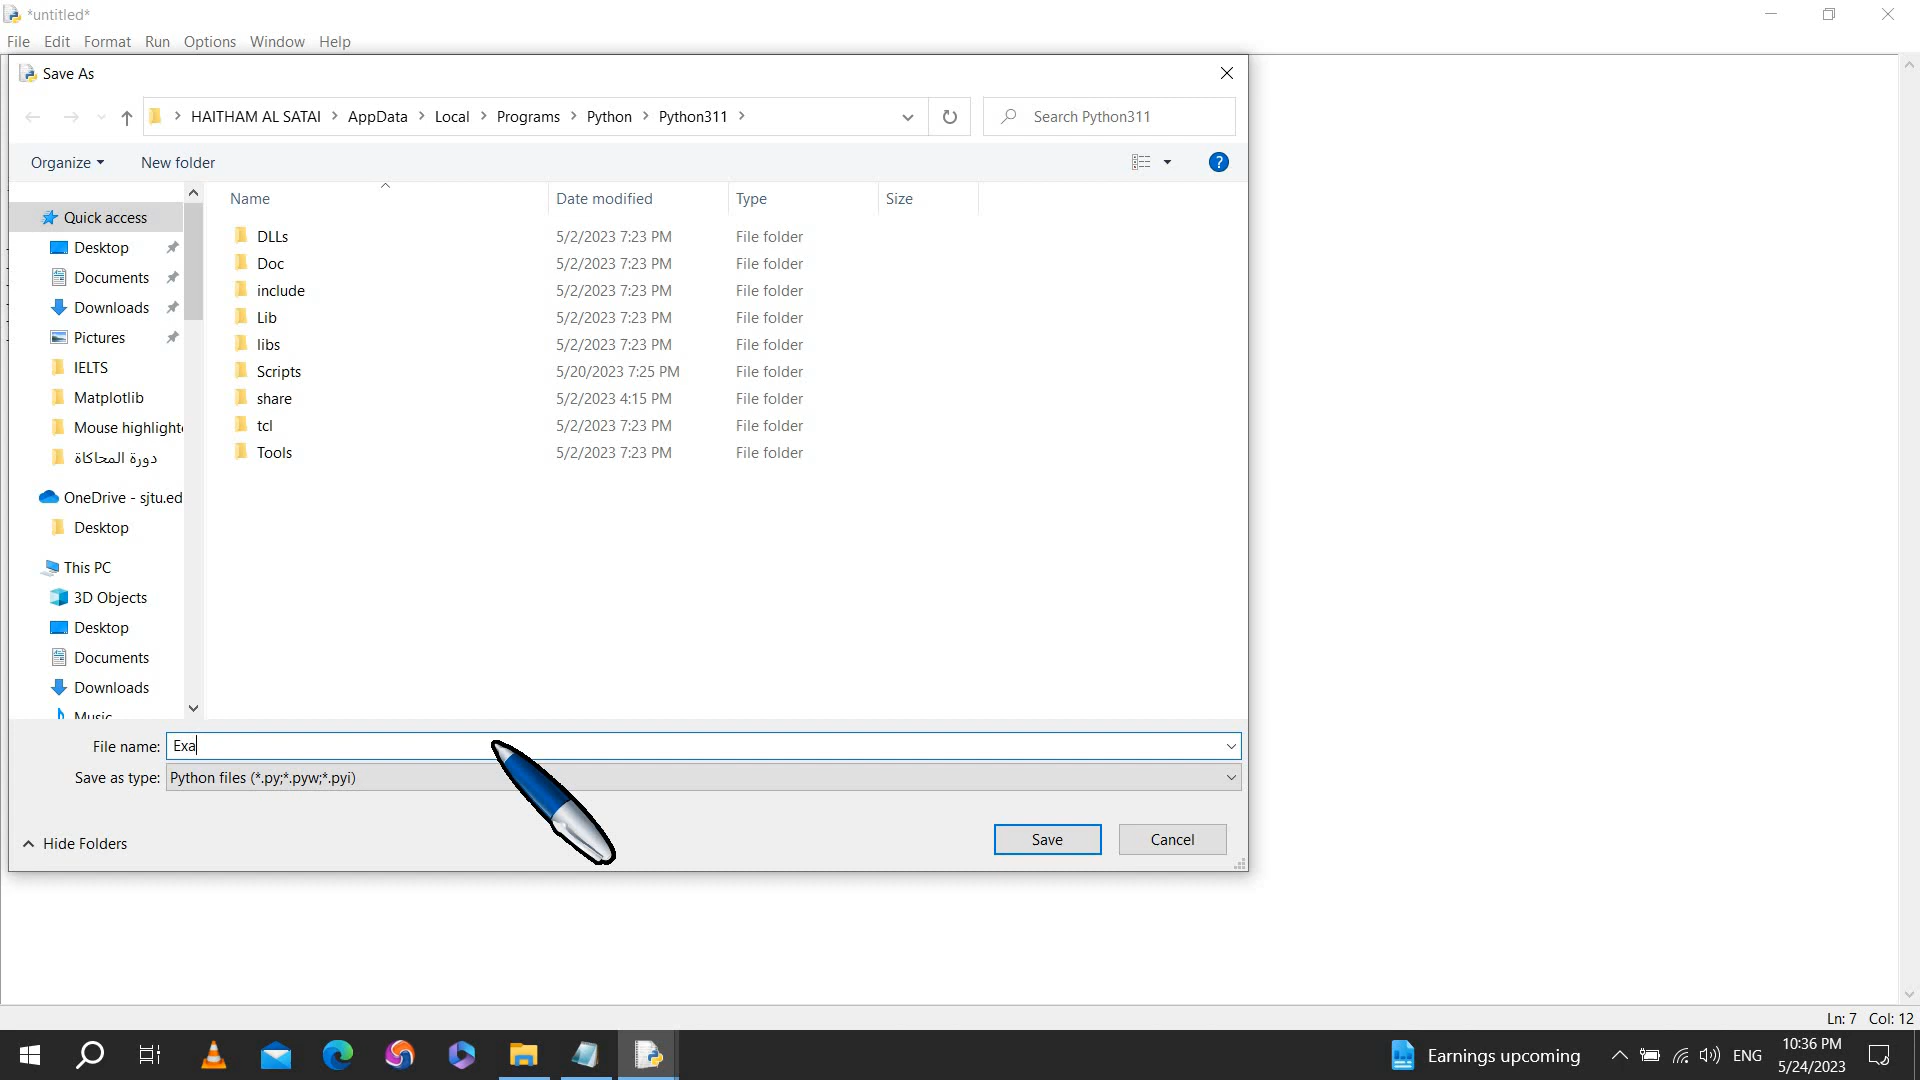 *untitled*
File Edit Format Run Options Window Help
Save As
HAITHAM AL SATAI > AppData > Local > Programs > Python > Python311 >
Search Python311
Organize
New folder
Name Date modified Type Size
Quick access
Desktop
Documents
Downloads
Pictures
IELTS
Matplotlib
Mouse highlight
دورة المحاكاة
OneDrive - sjtu.ed
Desktop
This PC
3D Objects
Desktop
Documents
Downloads
Music
DLLs 5/2/2023 7:23 PM File folder
Doc 5/2/2023 7:23 PM File folder
include 5/2/2023 7:23 PM File folder
Lib 5/2/2023 7:23 PM File folder
libs 5/2/2023 7:23 PM File folder
Scripts 5/20/2023 7:25 PM File folder
share 5/2/2023 4:15 PM File folder
tcl 5/2/2023 7:23 PM File folder
Tools 5/2/2023 7:23 PM File folder
File name: Exa
Save as type: Python files (*.py;*.pyw;*.pyi)
Hide Folders
Save
Cancel
Ln: 7 Col: 12
Earnings upcoming
ENG
10:36 PM
5/24/2023